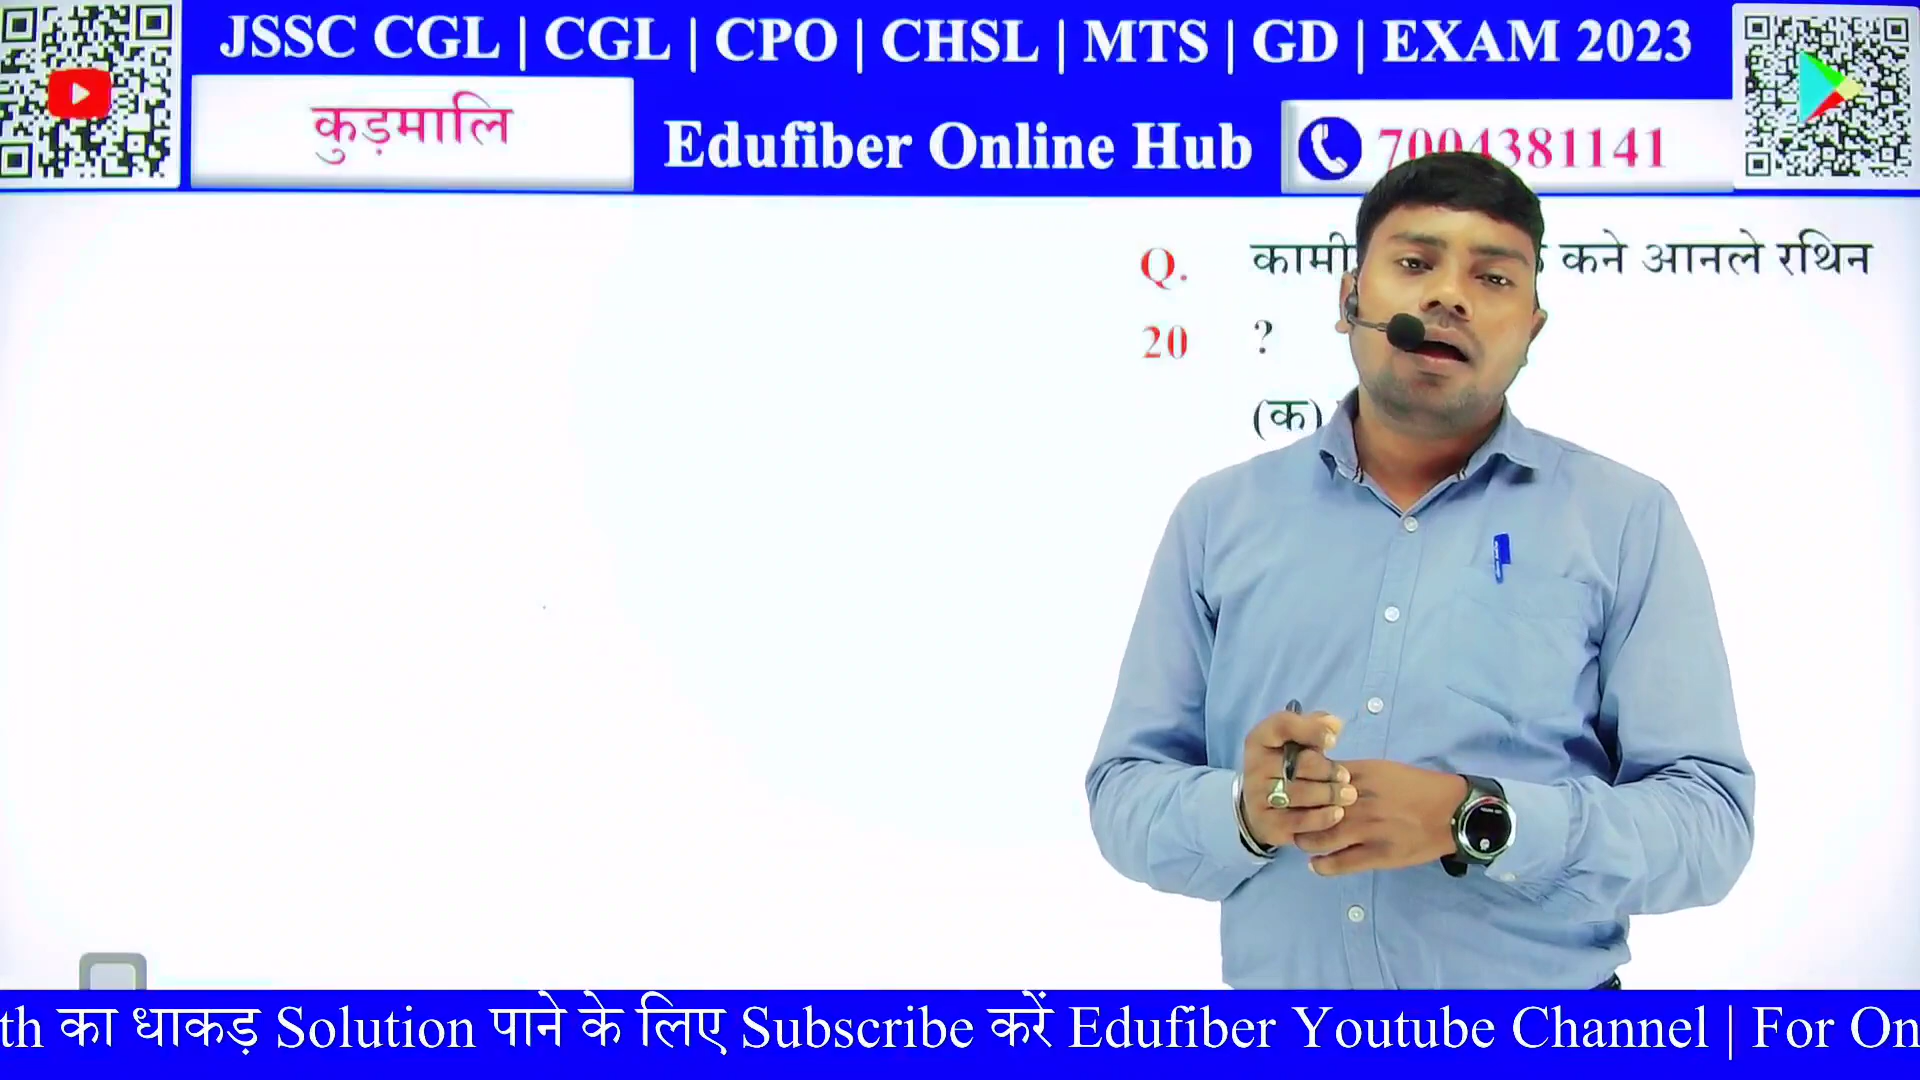 JSSC CGL | CGL | CPO | CHSL | MTS | GD | EXAM 2023
कुड़मालि
Edufiber Online Hub
7004381141
Q. कने आनले रथिन
20 ?
(क)
th का धाकड़ Solution पाने के लिए Subscribe करें Edufiber Youtube Channel | For On